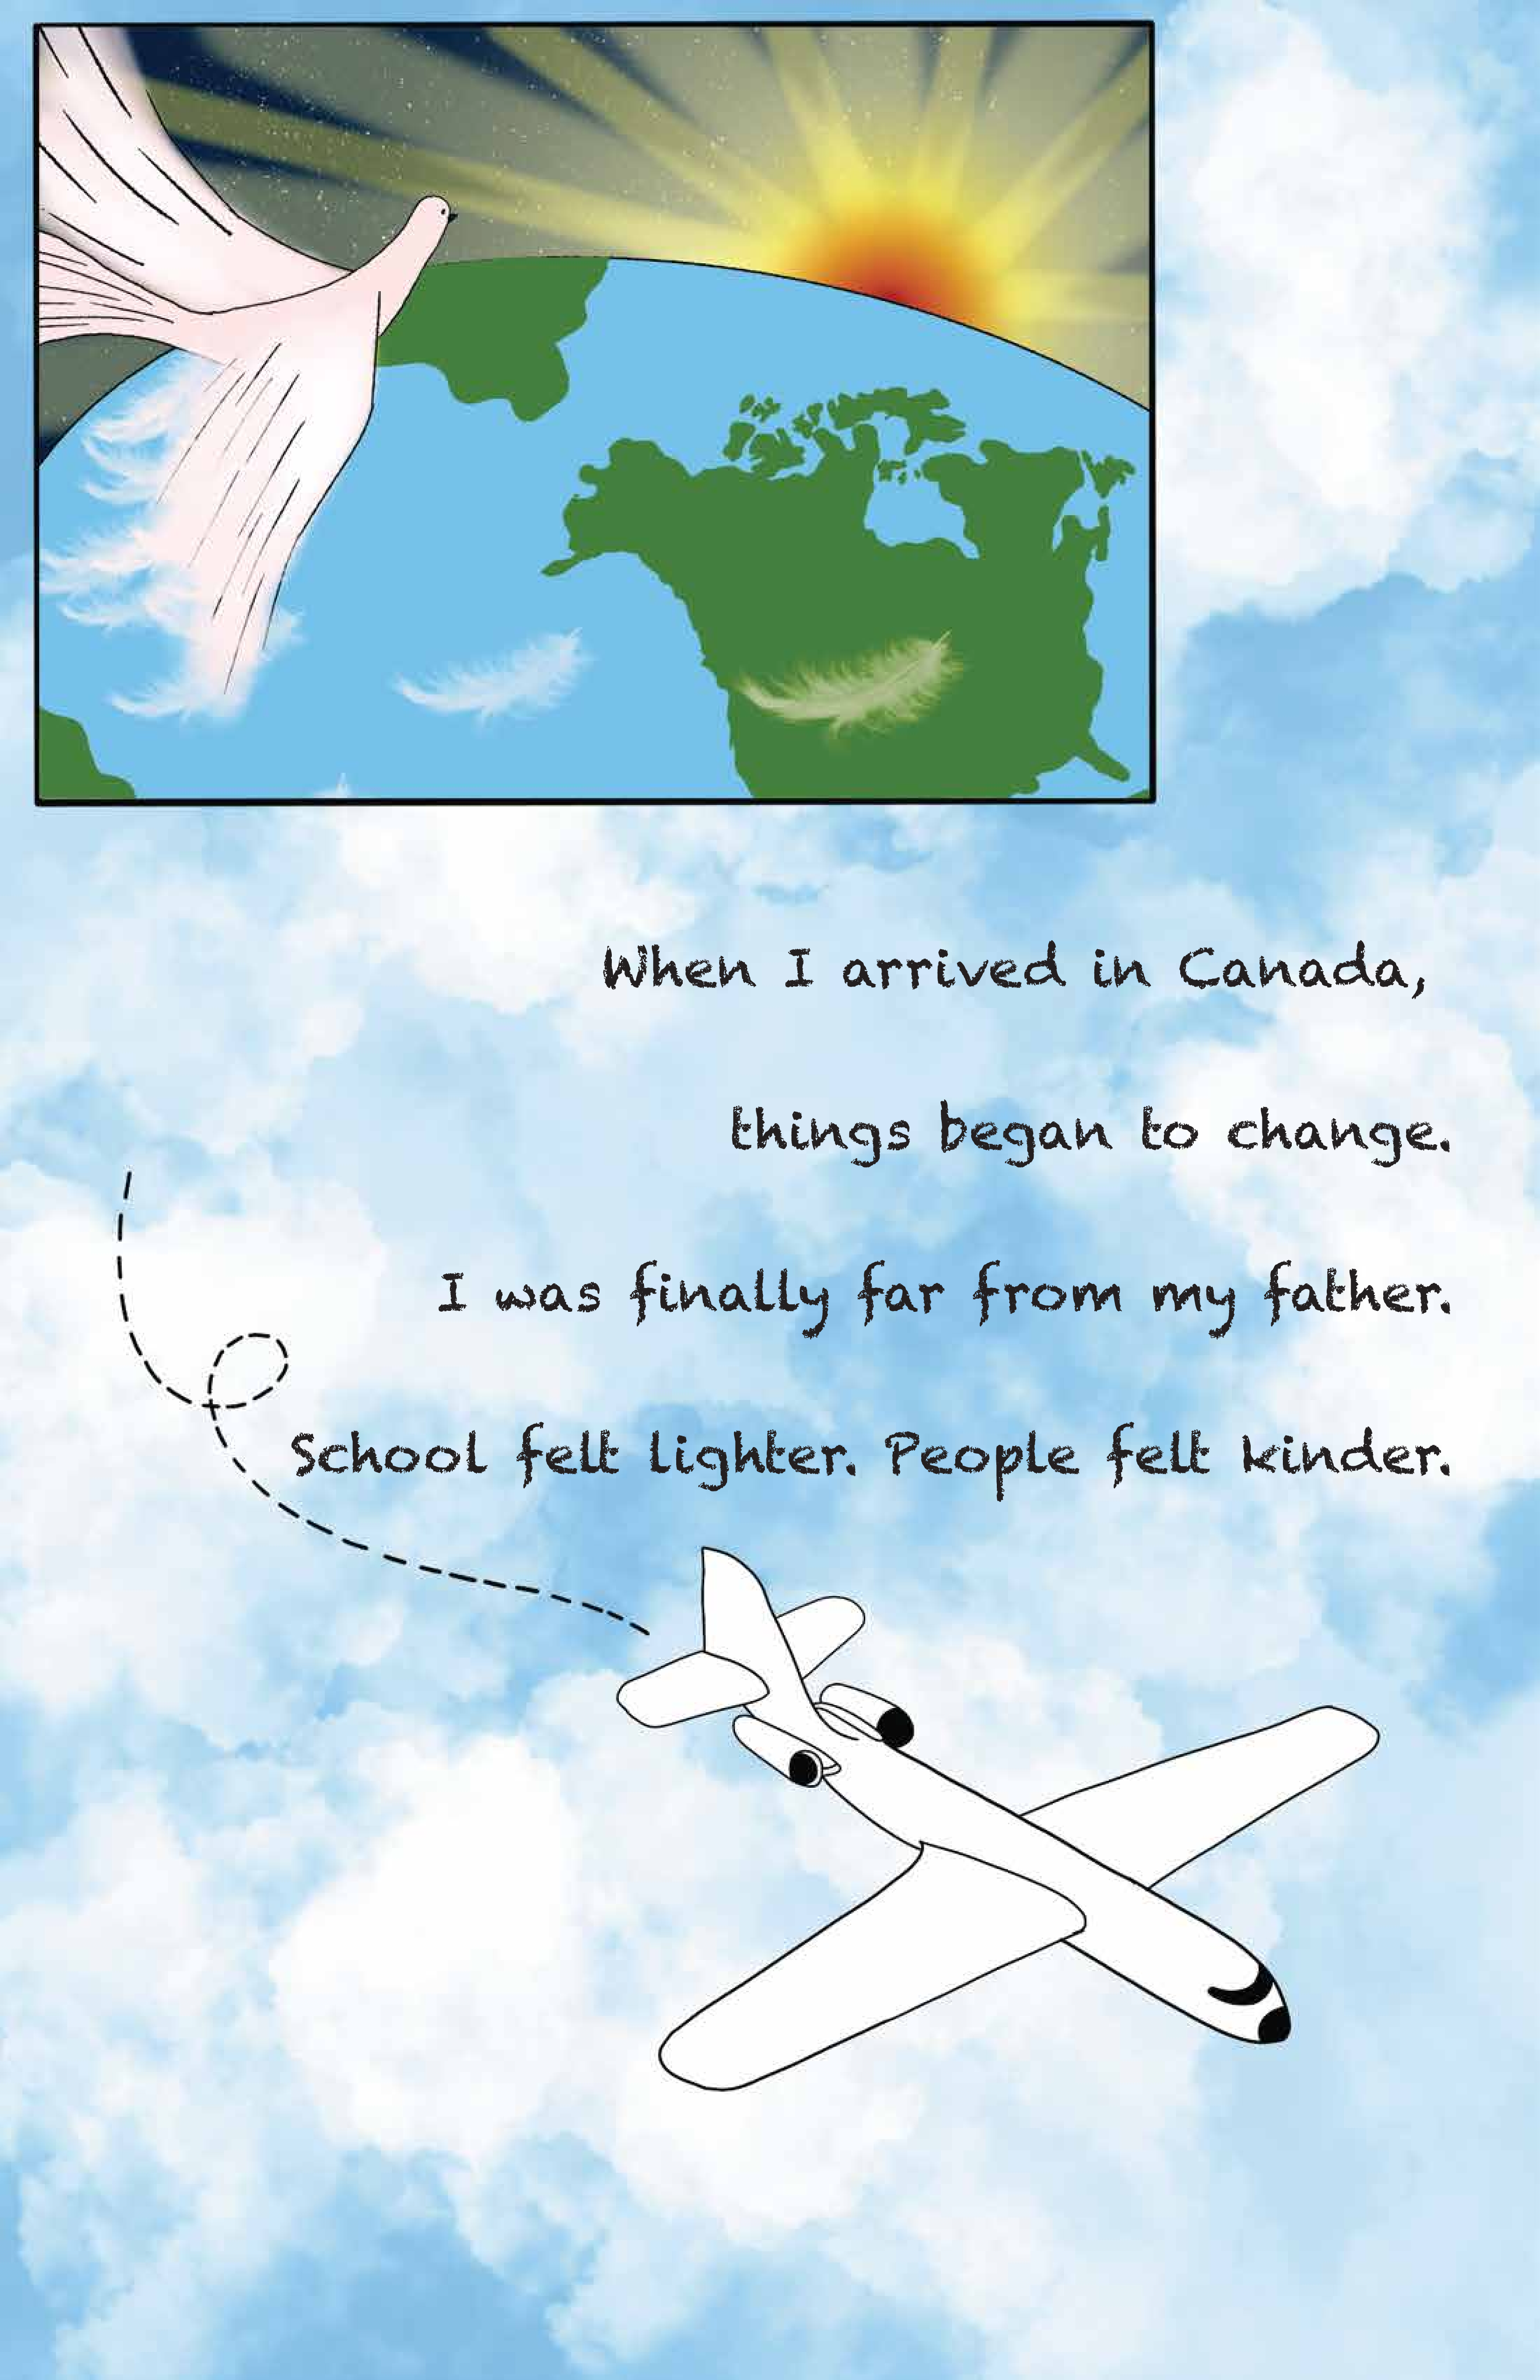 When I arrived in Canada,
things began to change.
I was finally far from my father.
School felt lighter. People felt kinder.